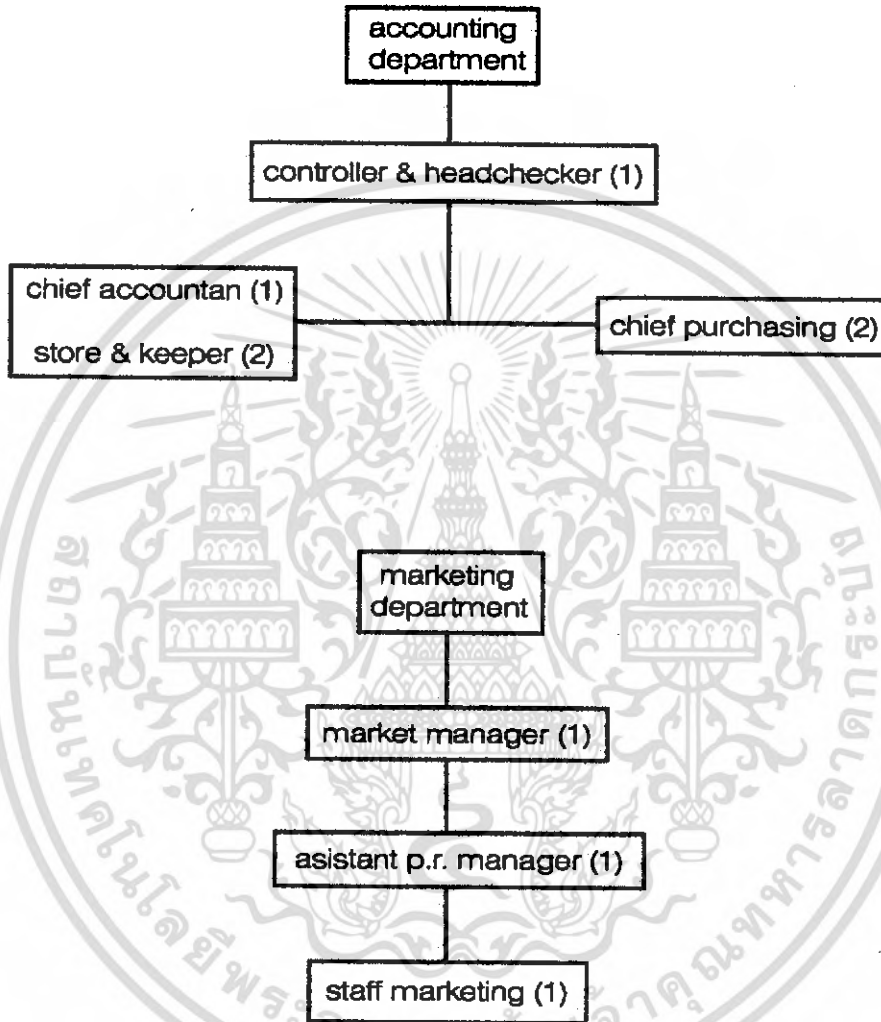 accounting
department
controller & headchecker (1)
chief accountan (1)
store & keeper (2)
chief purchasing (2)
marketing
department
market manager (1)
asistant p.r. manager (1)
staff marketing (1)